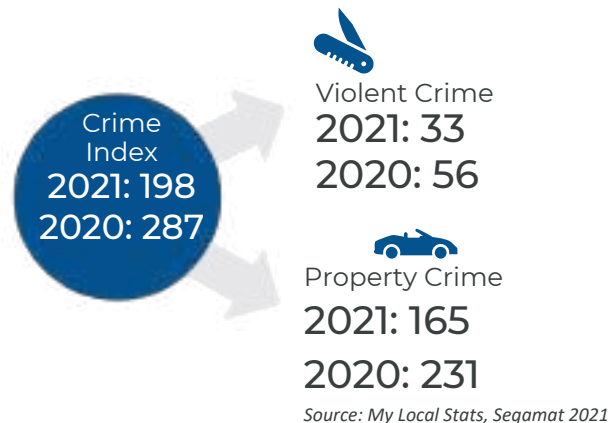 Crime
Index
2021: 198
2020: 287
Violent Crime
2021: 33
2020: 56
Property Crime
2021: 165
2020: 231
Source: My Local Stats, Segamat 2021